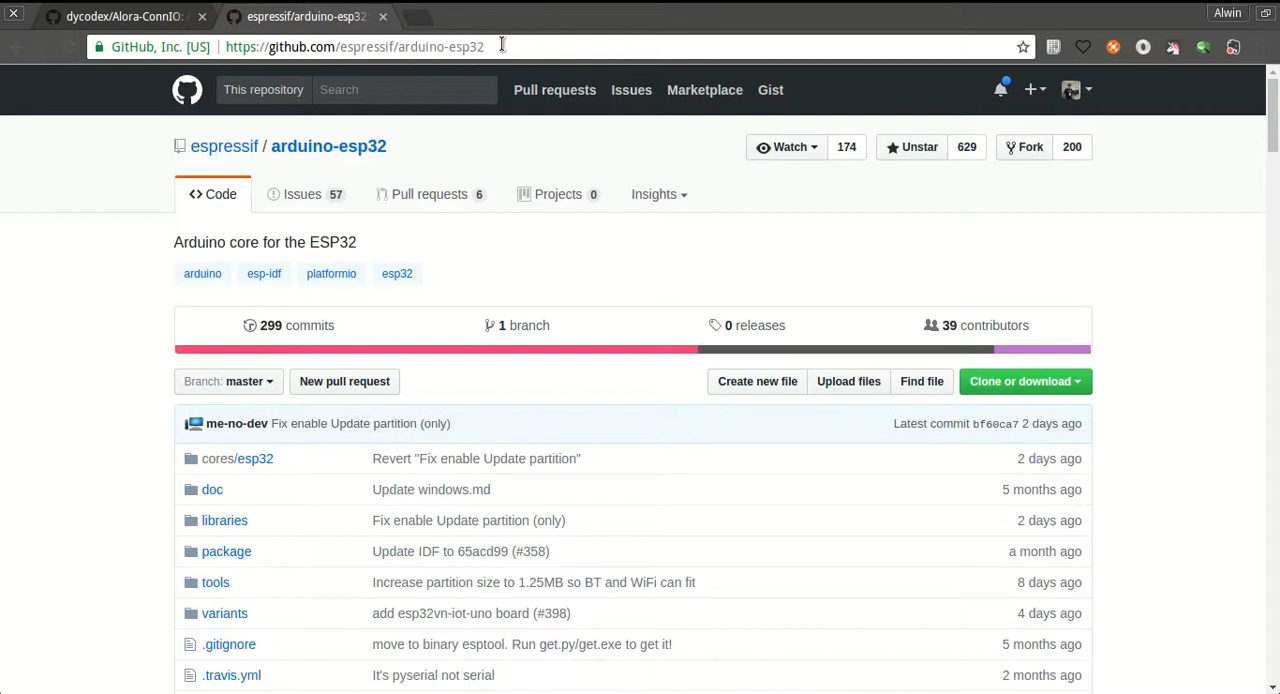 dycodex/Alora-ConnIO: espressif/arduino-esp32: Alwin
GitHub, Inc. [US] https://github.com/espressif/arduino-esp32
This repository Search Pull requests Issues Marketplace Gist
espressif / arduino-esp32 Watch 174 Unstar 629 Fork 200
Code Issues 57 Pull requests 6 Projects 0 Insights
Arduino core for the ESP32
arduino esp-idf platformio esp32
299 commits 1 branch 0 releases 39 contributors
Branch: master New pull request Create new file Upload files Find file Clone or download
me-no-dev Fix enable Update partition (only) Latest commit bf60ca7 2 days ago
cores/esp32 Revert "Fix enable Update partition" 2 days ago
doc Update windows.md 5 months ago
libraries Fix enable Update partition (only) 2 days ago
package Update IDF to 65acd99 (#358) a month ago
tools Increase partition size to 1.25MB so BT and WiFi can fit 8 days ago
variants add esp32vn-iot-uno board (#398) 4 days ago
.gitignore move to binary esptool. Run get.py/get.exe to get it! 5 months ago
.travis.yml It's pyserial not serial 2 months ago